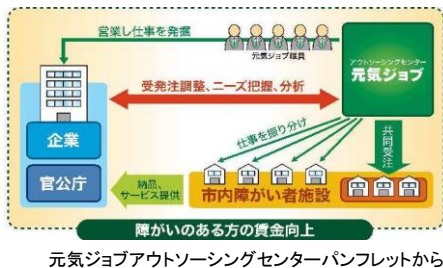 営業し仕事を発掘
元気ジョブ職員
アウトソーシングセンター
元気ジョブ
受発注調整、ニーズ把握、分析
企業
官公庁
仕事を振り分け
共同受注
納品、
サービス提供
市内障がい者施設
障がいのある方の賃金向上
元気ジョブアウトソーシングセンターパンフレットから